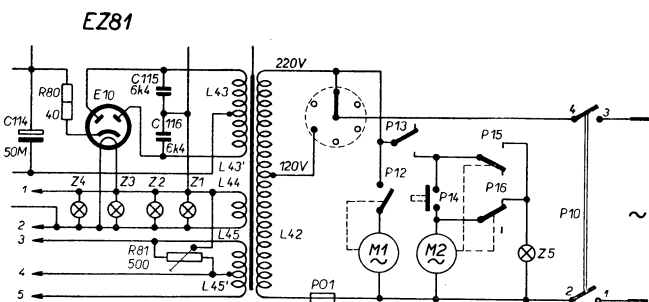 EZ81
220V
C115
6k4
R80
E10
L43
4
3
P13
P15
C114
40
C116
6k4
50M
L43'
120V
P12
Z4
Z3
Z2
Z1
L44
P14
P16
1
P10
2
L45
L42
~
3
R81
500
M1
~
M2
~
Z5
4
L45'
2
1
5
PO1